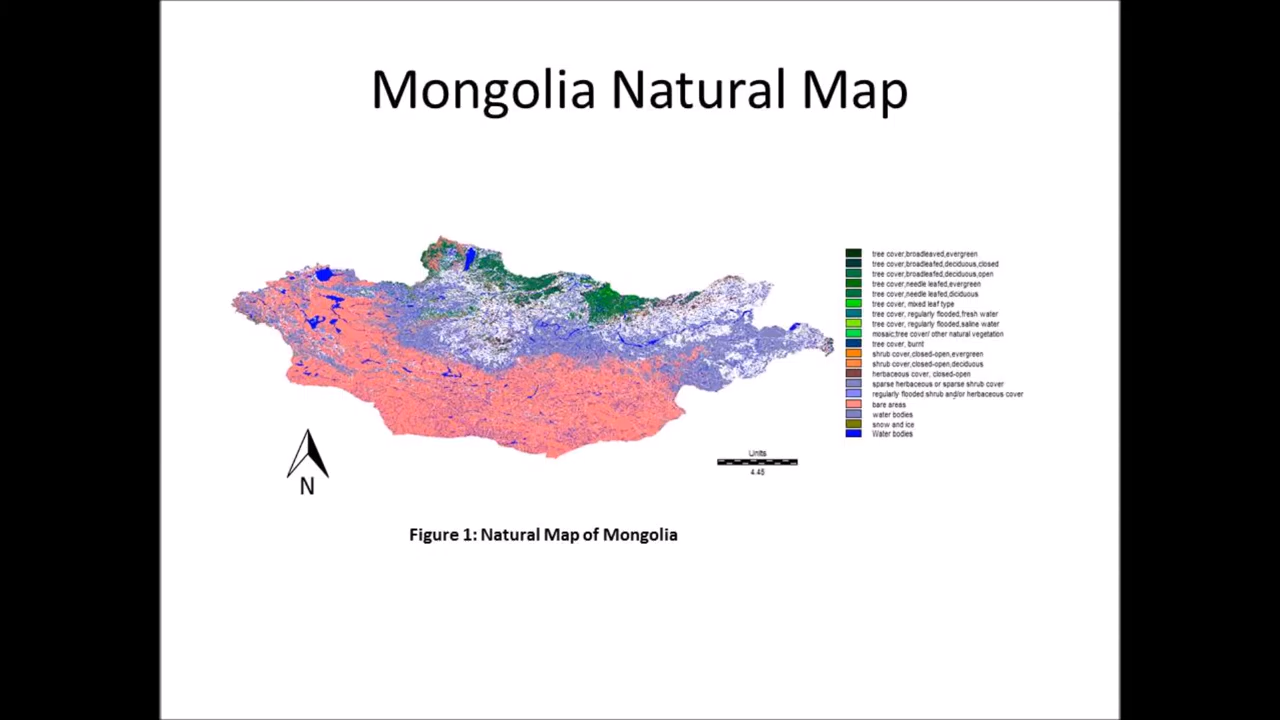 Mongolia Natural Map
tree cover,broadleaved,evergreen
tree cover,broadleafed,deciduous,closed
tree cover,broadleafed,deciduous,open
tree cover,needle leafed,evergreen
tree cover,needle leafed,diciduous
tree cover, mixed leaf type
tree cover, regularly flooded,fresh water
tree cover, regularly flooded,saline water
mosaic,tree cover/ other natural vegetation
tree cover, burnt
shrub cover,closed-open,evergreen
shrub cover,closed-open,deciduous
herbaceous cover, closed-open
sparse herbaceous or sparse shrub cover
regularly flooded shrub and/or herbaceous cover
bare areas
water bodies
snow and ice
Water bodies
Units
4.45
N
Figure 1: Natural Map of Mongolia